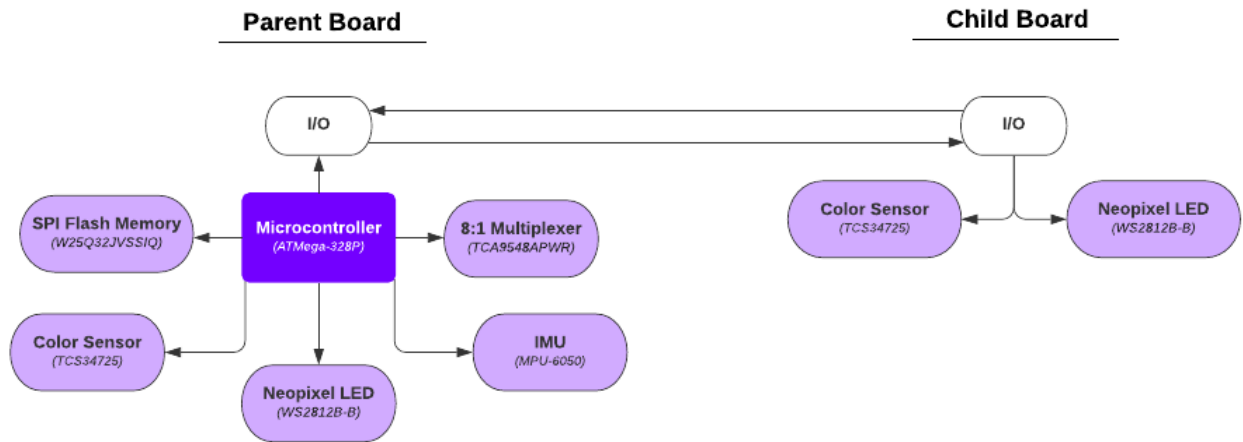 Parent Board
Child Board
I/O
I/O
SPI Flash Memory
(W25Q32JVSSIQ)
Microcontroller
(ATMega-328P)
8:1 Multiplexer
(TCA9548APWR)
Color Sensor
(TCS34725)
Neopixel LED
(WS2812B-B)
Color Sensor
(TCS34725)
IMU
(MPU-6050)
Neopixel LED
(WS2812B-B)